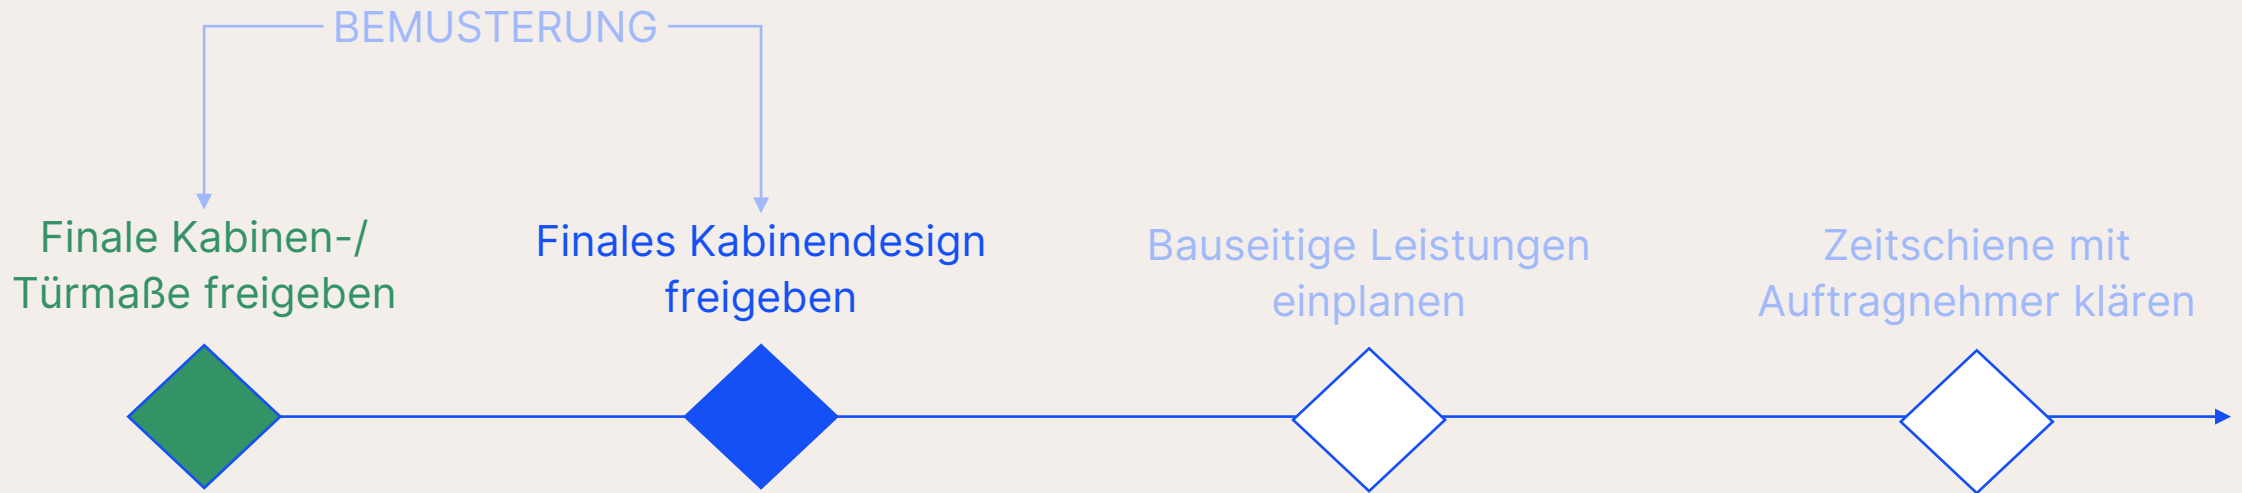 BEMUSTERUNG
Finale Kabinen-/
Türmaße freigeben
Finales Kabinendesign
freigeben
Bauseitige Leistungen
einplanen
Zeitschiene mit
Auftragnehmer klären